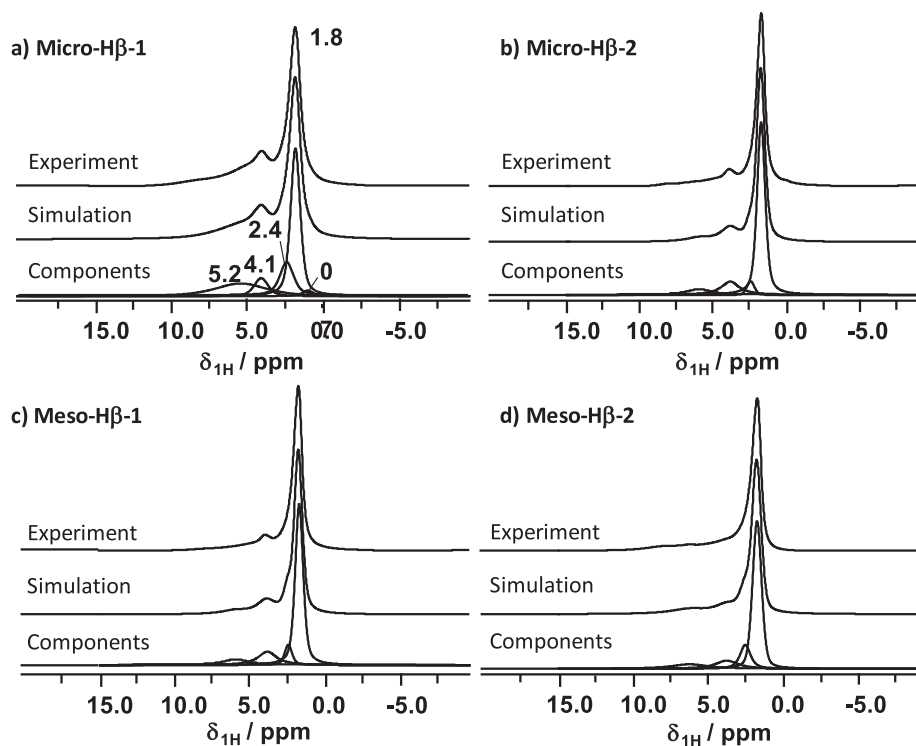 a) Micro-Hβ-1
1.8
Experiment
Simulation
2.4
Components
5.2
4.1
0
15.0 10.0 5.0 0 70 -5.0
δ1H / ppm
b) Micro-Hβ-2
Experiment
Simulation
Components
15.0 10.0 5.0 0.0 -5.0
δ1H / ppm
c) Meso-Hβ-1
Experiment
Simulation
Components
15.0 10.0 5.0 0.0 -5.0
δ1H / ppm
d) Meso-Hβ-2
Experiment
Simulation
Components
15.0 10.0 5.0 0.0 -5.0
δ1H / ppm